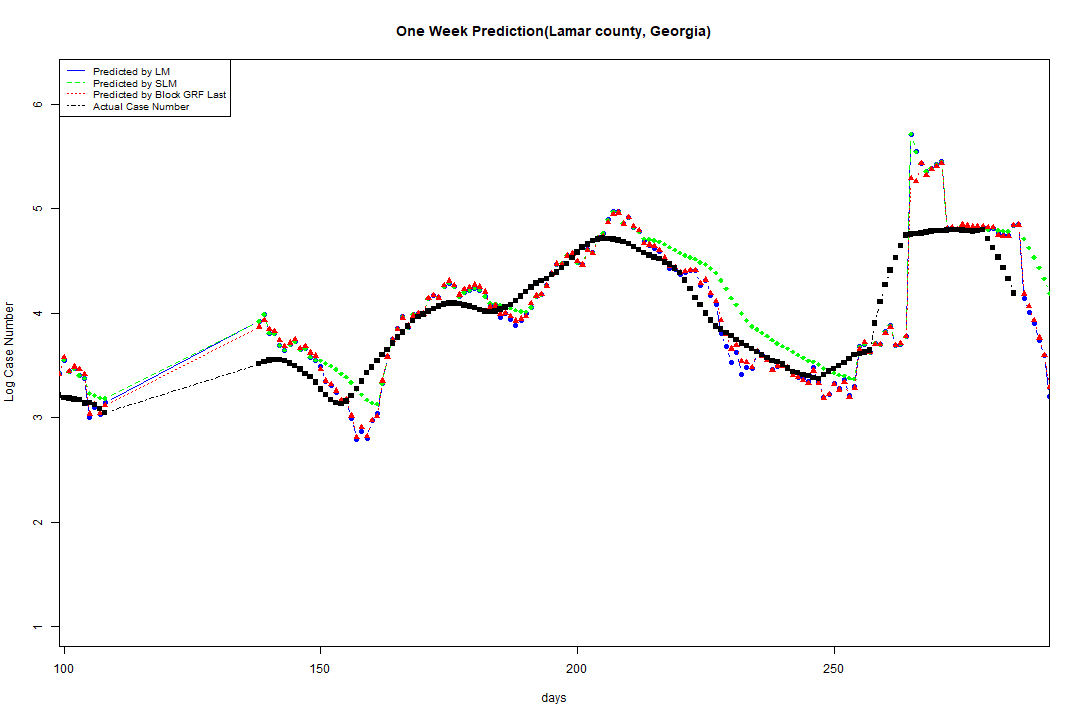 One Week Prediction(Lamar county, Georgia)
Predicted by LM
Predicted by SLM
Predicted by Block GRF Last
Actual Case Number
6
5
4
3
2
1
Log Case Number
100 150 200 250
days